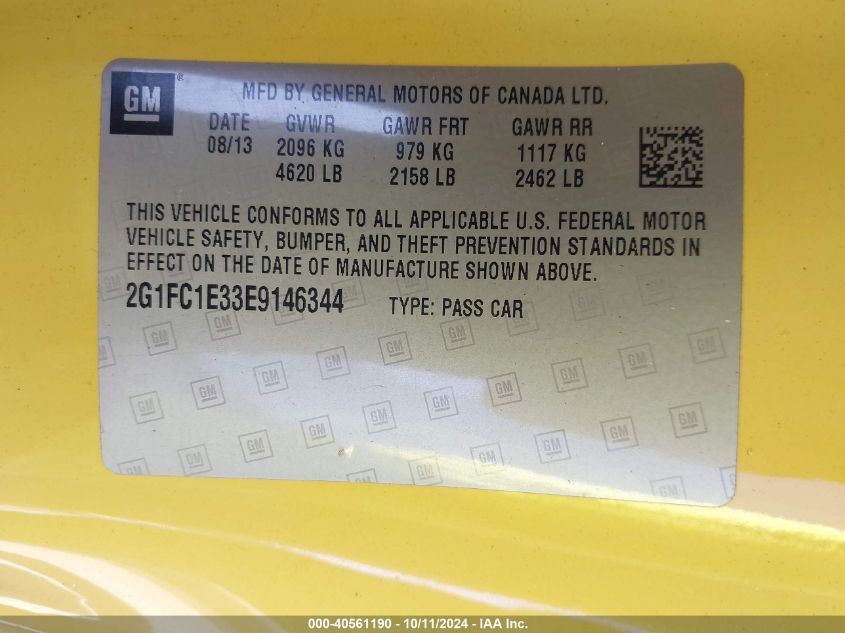 GM ®
MFD BY GENERAL MOTORS OF CANADA LTD.
DATE GVWR GAWR FRT GAWR RR
08/13 2096 KG 979 KG 1117 KG
4620 LB 2158 LB 2462 LB
THIS VEHICLE CONFORMS TO ALL APPLICABLE U.S. FEDERAL MOTOR
VEHICLE SAFETY, BUMPER, AND THEFT PREVENTION STANDARDS IN
EFFECT ON THE DATE OF MANUFACTURE SHOWN ABOVE.
2G1FC1E33E9146344 TYPE: PASS CAR
000-40561190 - 10/11/2024 - IAA Inc.